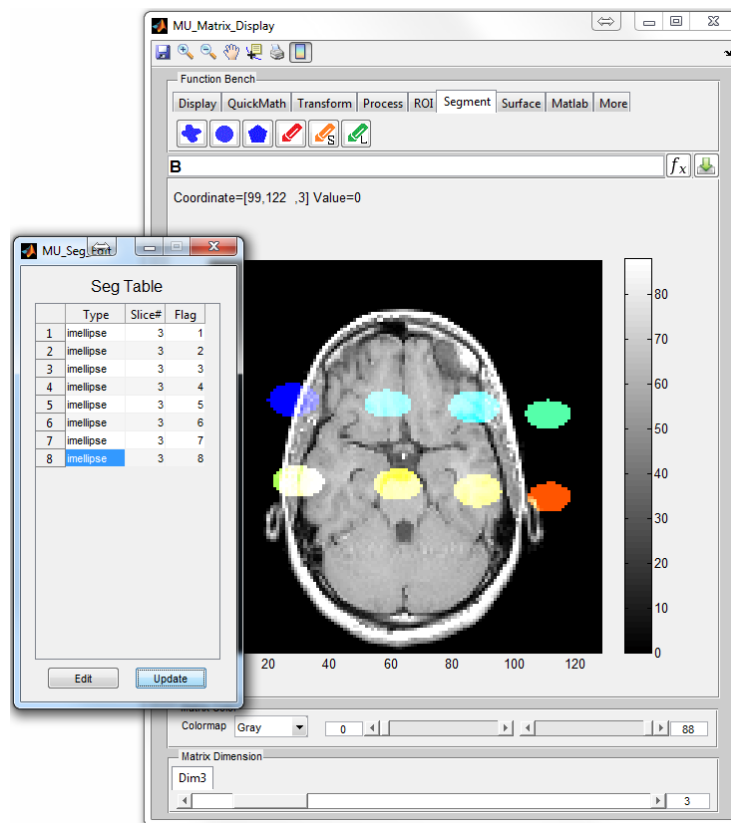 MU_Matrix_Display
Function Bench
Display QuickMath Transform Process ROI Segment Surface Matlab More
S L
B fx
Coordinate=[99,122 ,3] Value=0
MU_Seg_
Seg Table
Type Slice# Flag
1 imellipse 3 1
2 imellipse 3 2
3 imellipse 3 3
4 imellipse 3 4
5 imellipse 3 5
6 imellipse 3 6
7 imellipse 3 7
8 imellipse 3 8
Edit Update
80
70
60
50
40
30
20
10
0
20 40 60 80 100 120
Colormap Gray 0 88
Matrix Dimension
Dim3
3